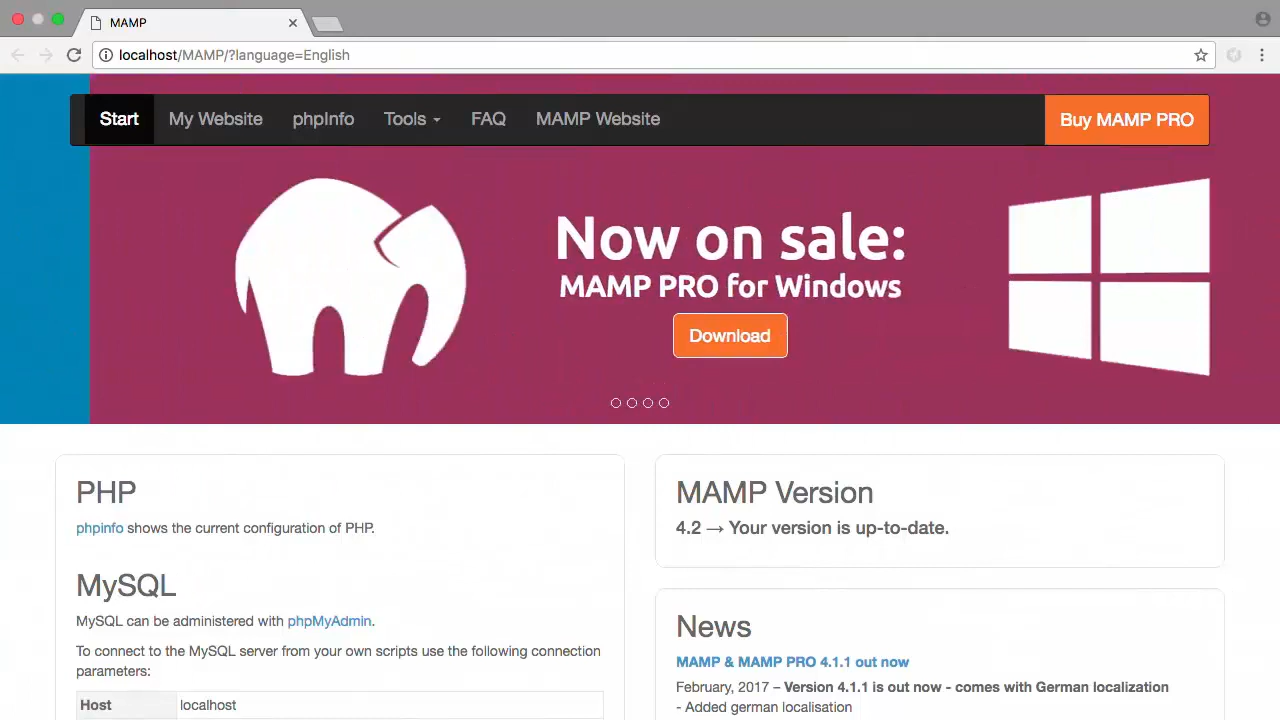 MAMP
localhost/MAMP/?language=English
Start My Website phpInfo Tools FAQ MAMP Website Buy MAMP PRO
Now on sale:
MAMP PRO for Windows
Download
PHP
phpinfo shows the current configuration of PHP.
MySQL
MySQL can be administered with phpMyAdmin.
To connect to the MySQL server from your own scripts use the following connection
parameters:
Host localhost
MAMP Version
4.2 → Your version is up-to-date.
News
MAMP & MAMP PRO 4.1.1 out now
February, 2017 – Version 4.1.1 is out now - comes with German localization
- Added german localisation